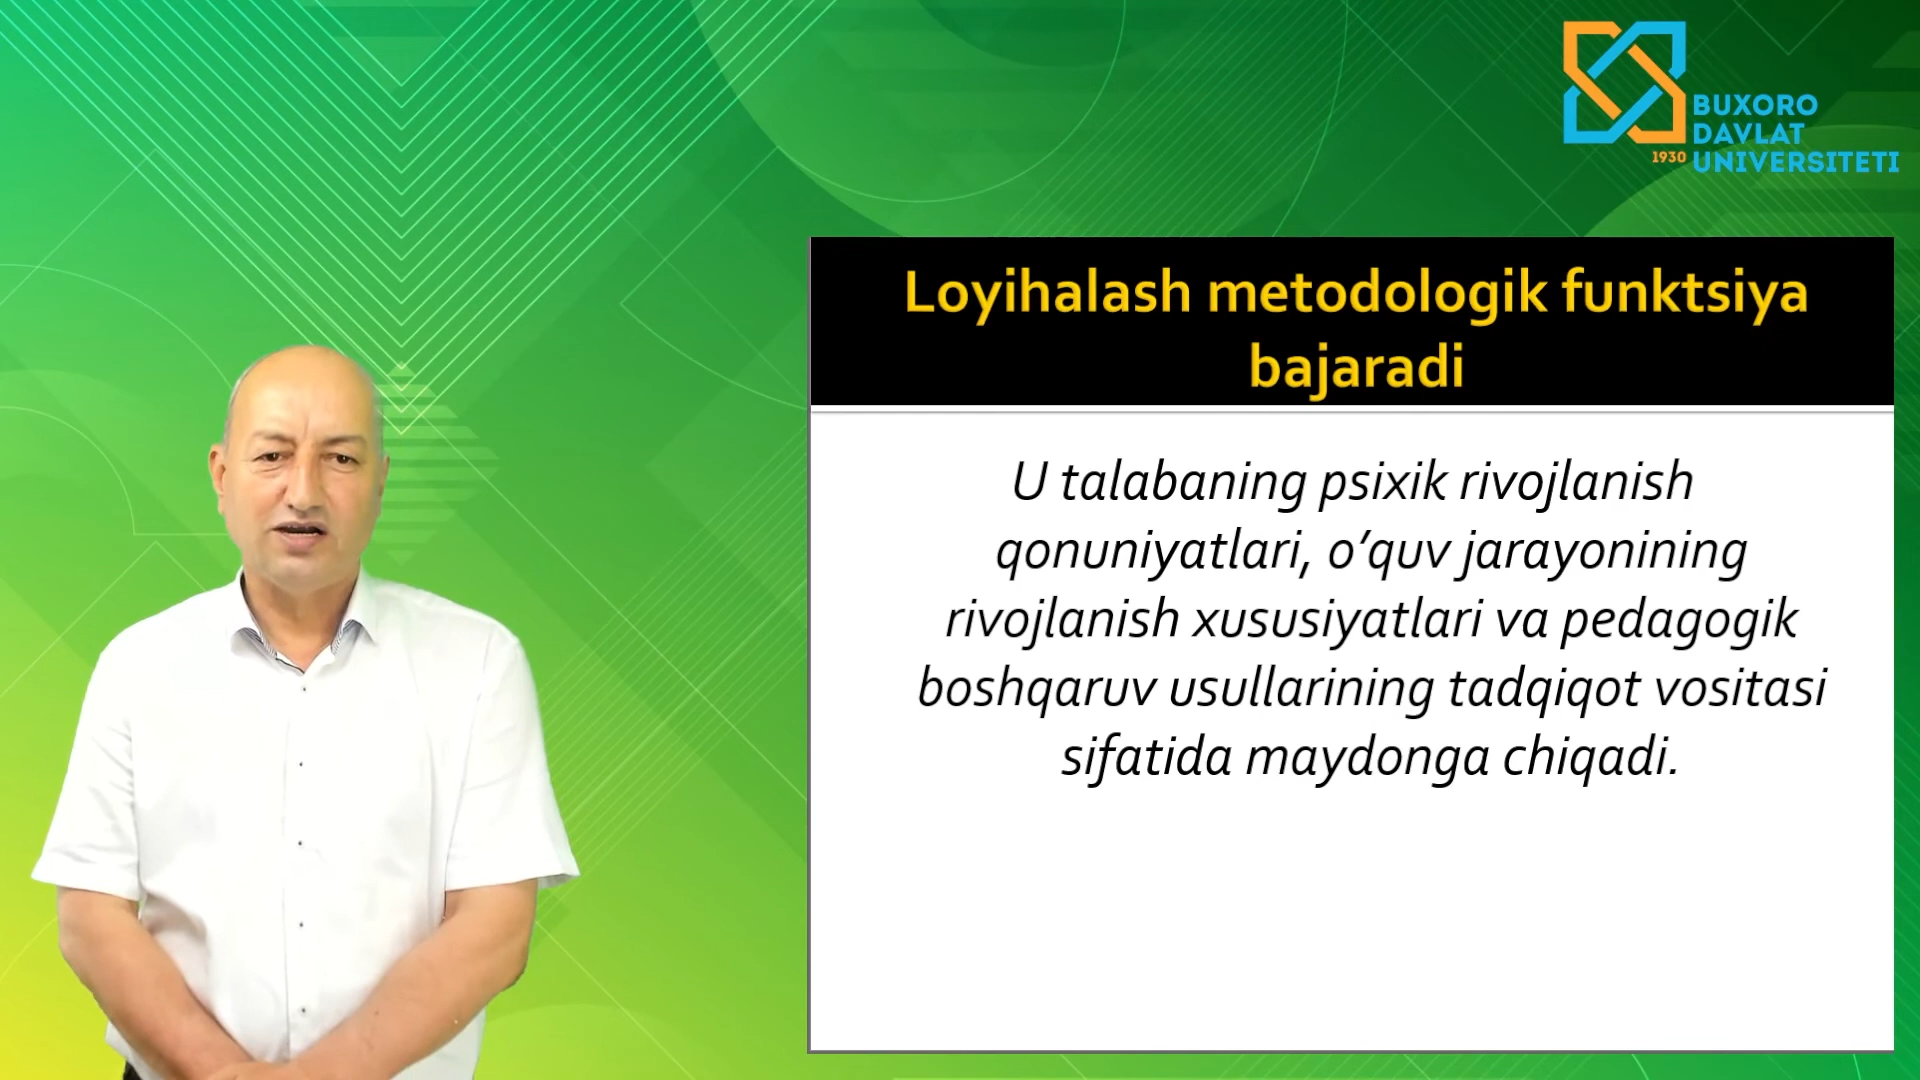 BUXORO
DAVLAT
1930 UNIVERSITETI
Loyihalash metodologik funktsiya
bajaradi
U talabaning psixik rivojlanish
qonuniyatlari, o’quv jarayonining
rivojlanish xususiyatlari va pedagogik
boshqaruv usullarining tadqiqot vositasi
sifatida maydonga chiqadi.